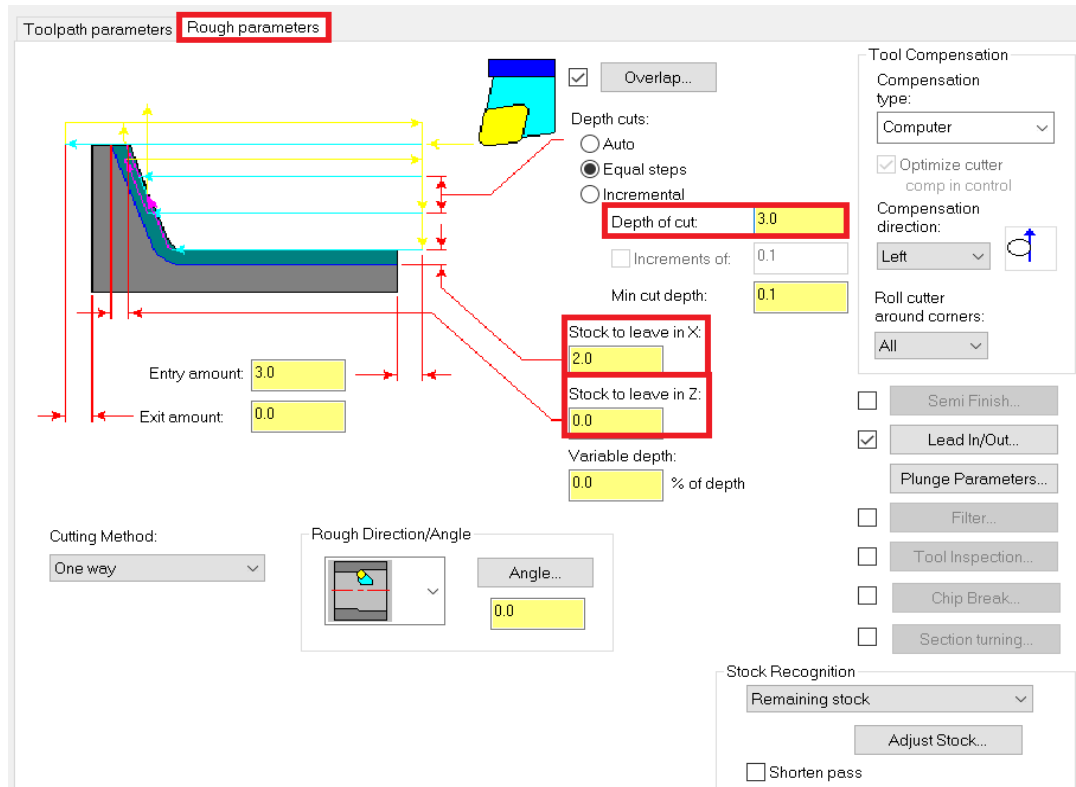 Toolpath parameters
Rough parameters
Overlap...
Depth cuts:
Auto
Equal steps
Incremental
Depth of cut:
3.0
Increments of:
0.1
Min cut depth:
0.1
Stock to leave in X:
2.0
Stock to leave in Z:
0.0
Variable depth:
0.0
% of depth
Entry amount:
3.0
Exit amount:
0.0
Cutting Method:
One way
Rough Direction/Angle
Angle...
0.0
Tool Compensation
Compensation
type:
Computer
Optimize cutter
comp in control
Compensation
direction:
Left
Roll cutter
around corners:
All
Semi Finish...
Lead In/Out...
Plunge Parameters...
Filter...
Tool Inspection...
Chip Break...
Section turning...
Stock Recognition
Remaining stock
Adjust Stock...
Shorten pass